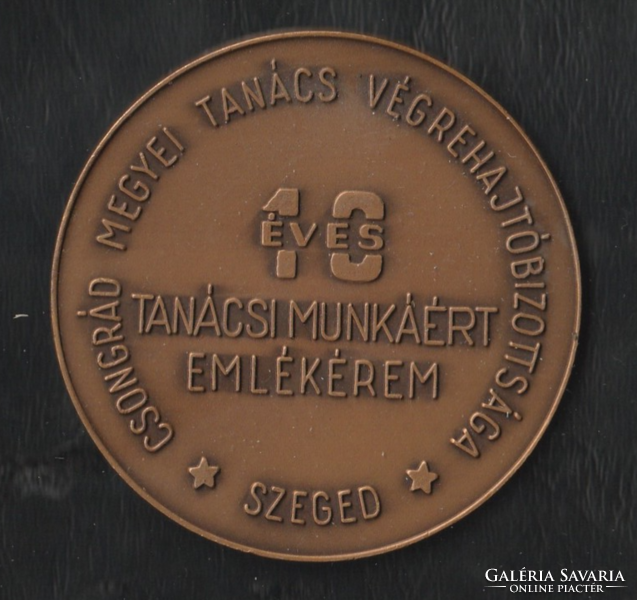 CSONGRÁD MEGYEI TANÁCS VÉGREHAJTÓBIZOTTSÁGA
10
ÉVES
TANÁCSI MUNKÁÉRT
EMLÉKÉREM
★ SZEGED ★
GALÉRIA SAVARIA
ONLINE PIACTÉR